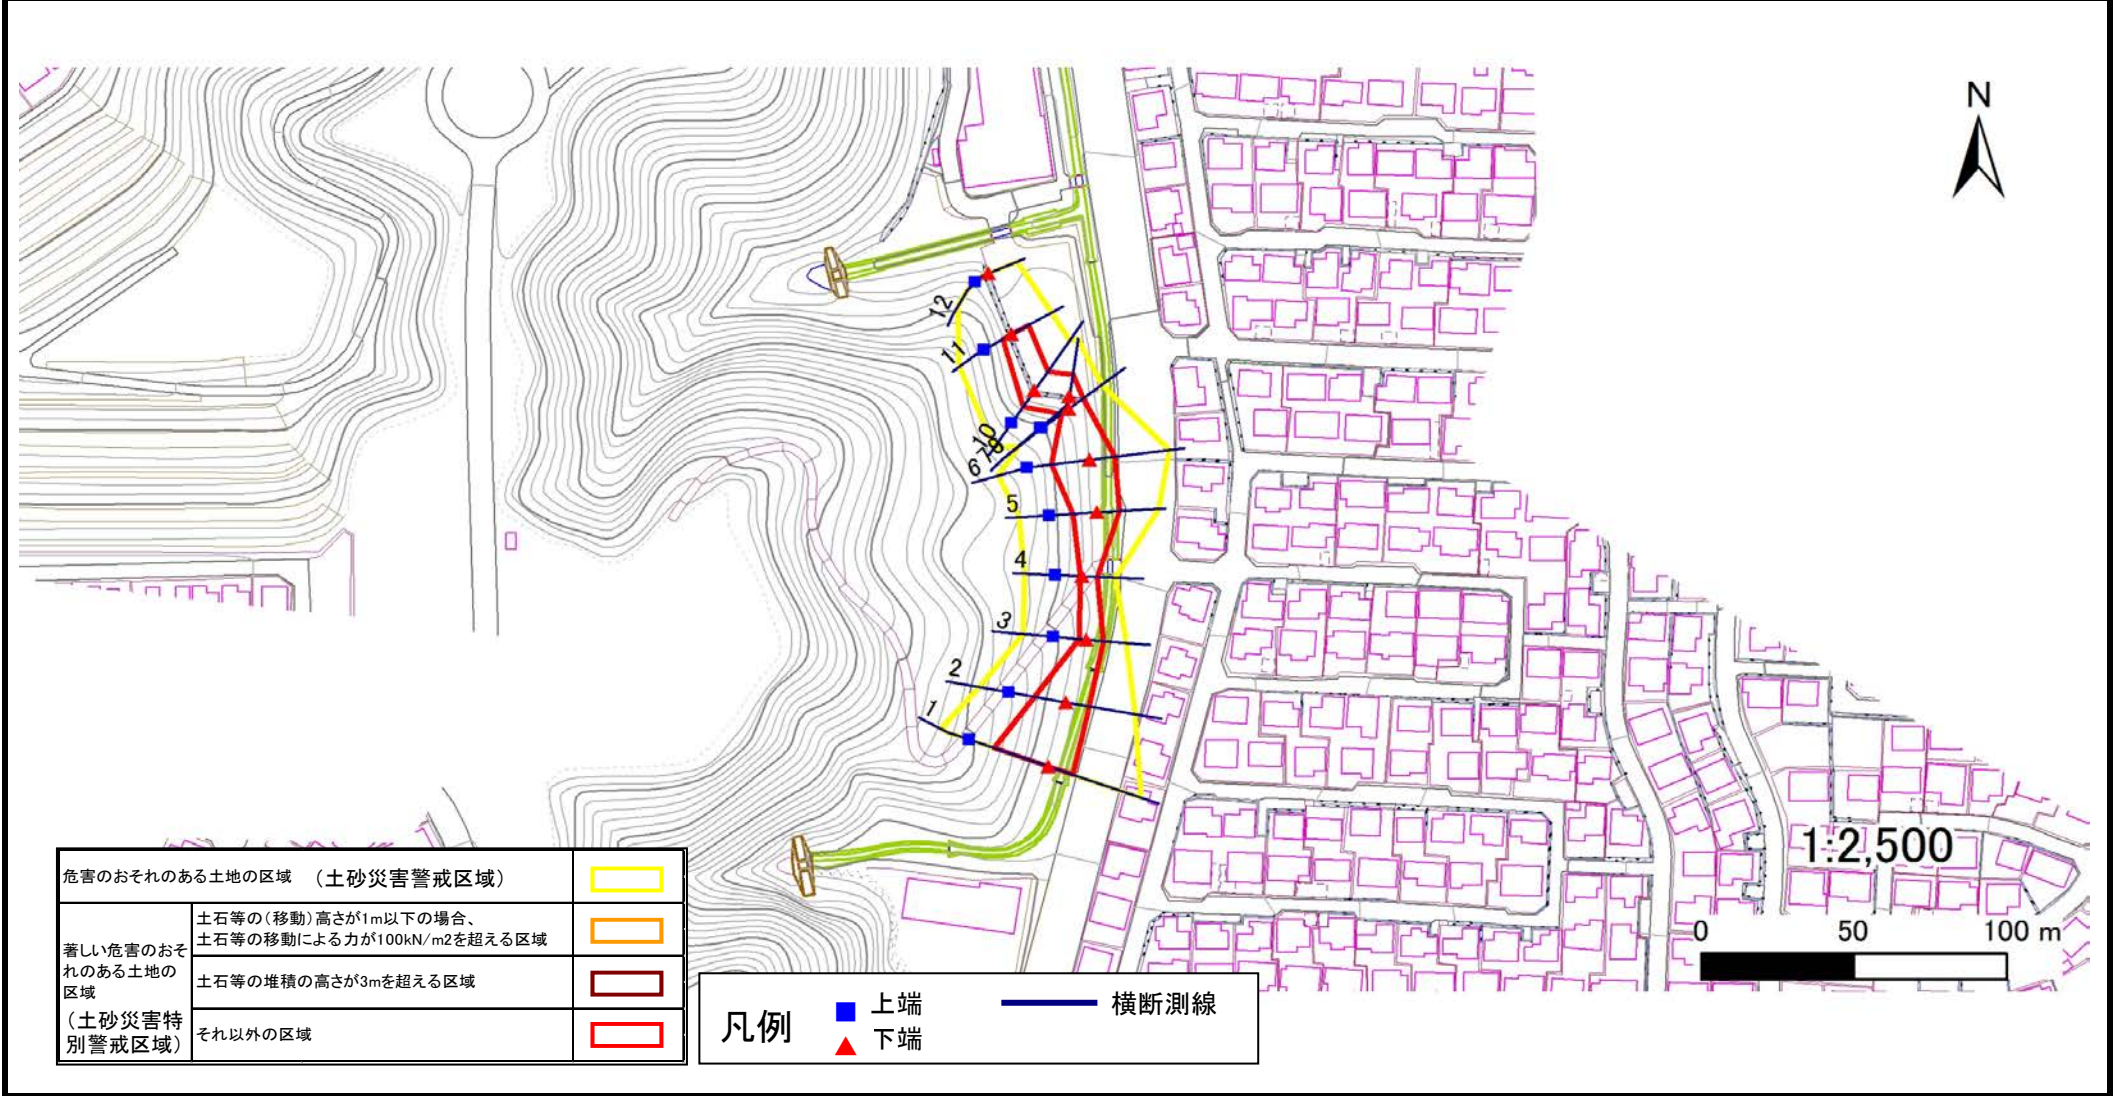 N
12
11
10
7
8
6
5
4
3
2
1
1:2,500
0 50 100 m
危害のおそれのある土地の区域 （土砂災害警戒区域）
著しい危害のおそ
れのある土地の
区域
（土砂災害特
別警戒区域）
土石等の（移動）高さが1m以下の場合、
土石等の移動による力が100kN/m2を超える区域
土石等の堆積の高さが3mを超える区域
それ以外の区域
凡例
上端
下端
横断測線